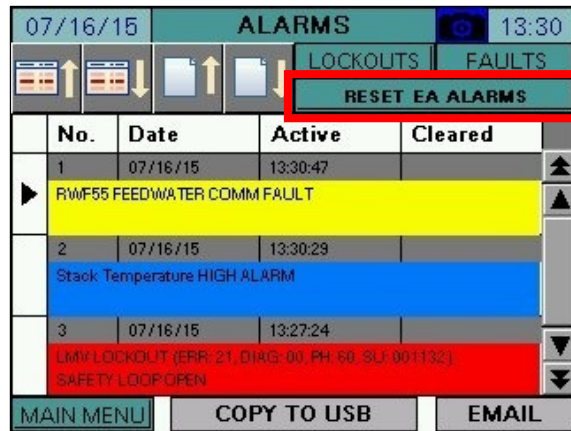 07/16/15 ALARMS 13:30
LOCKOUTS FAULTS
RESET EA ALARMS
No. Date Active Cleared
1 07/16/15 13:30:47
RWF55 FEEDWATER COMM FAULT
2 07/16/15 13:30:29
Stack Temperature HIGH ALARM
3 07/16/15 13:27:24
LMV LOCKOUT (ERR: 21, DIAG: 00, PH: 60, SU: 001132)
SAFETY LOOP OPEN
MAIN MENU COPY TO USB EMAIL